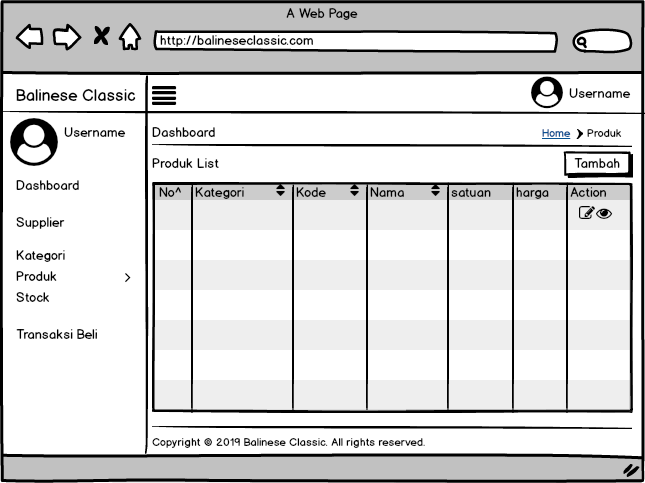 A Web Page
http://balineseclassic.com
Balinese Classic
Username
Username
Dashboard
Supplier
Kategori
Produk
Stock
Transaksi Beli
Dashboard
Home Produk
Produk List
Tambah
No^ Kategori Kode Nama satuan harga Action
Copyright © 2019 Balinese Classic. All rights reserved.